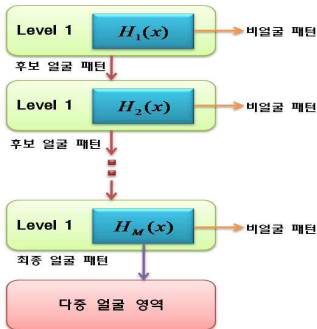 Level 1 H₁(x) 비얼굴 패턴
후보 얼굴 패턴
Level 1 H₂(x) 비얼굴 패턴
후보 얼굴 패턴
Level 1 H_M(x) 비얼굴 패턴
최종 얼굴 패턴
다중 얼굴 영역